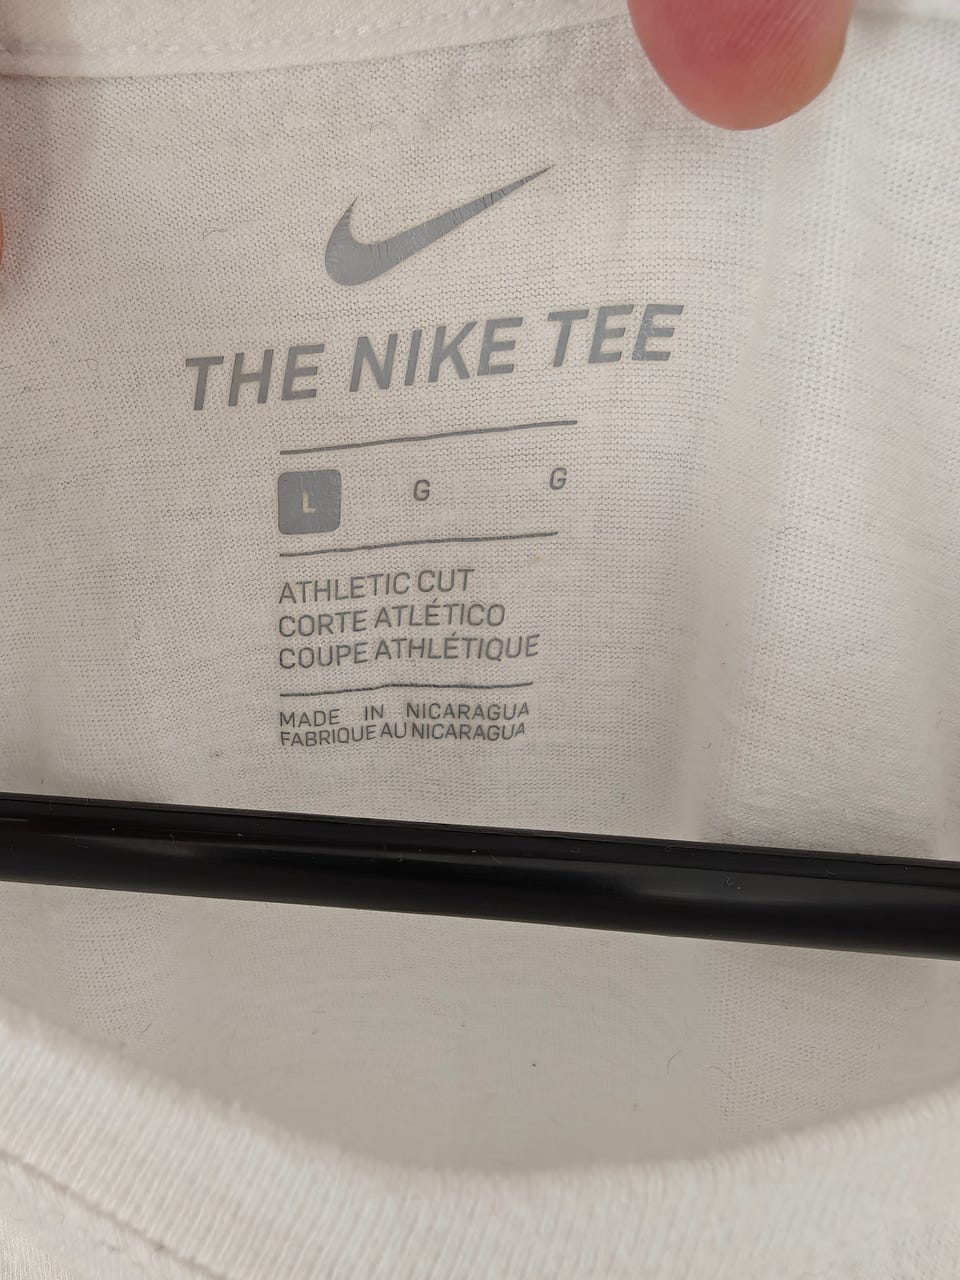 THE NIKE TEE
L G G
ATHLETIC CUT
CORTE ATLÉTICO
COUPE ATHLÉTIQUE
MADE IN NICARAGUA
FABRIQUE AU NICARAGUA